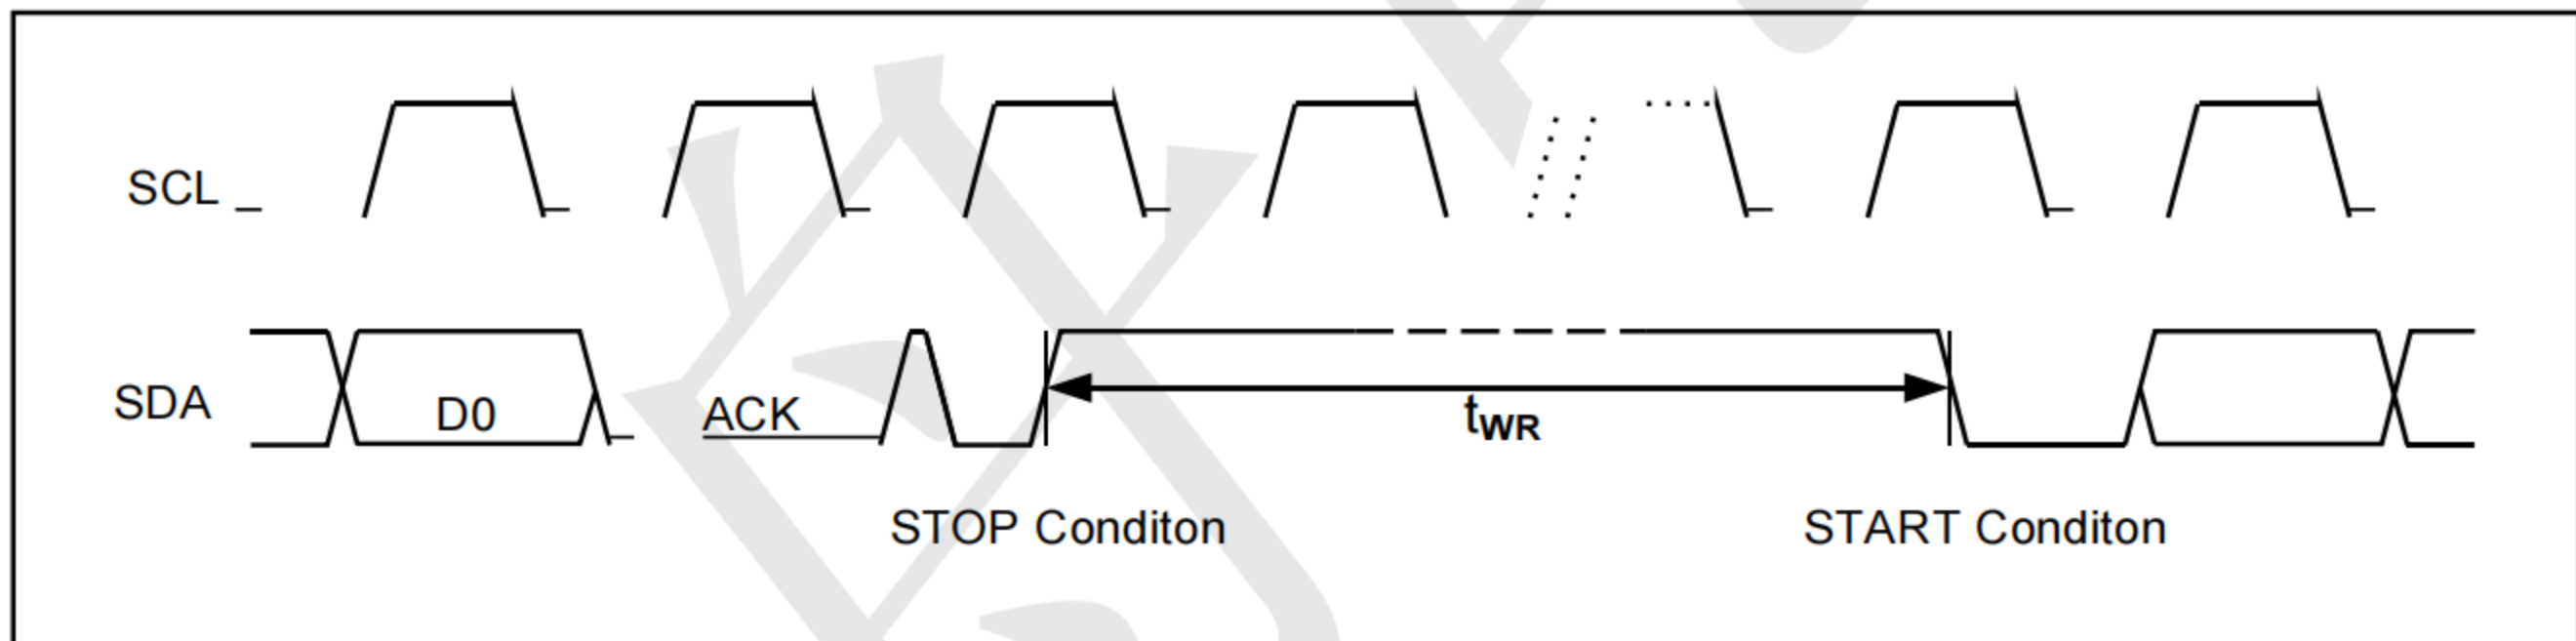 SCL
SDA
D0
ACK
tWR
STOP Conditon
START Conditon